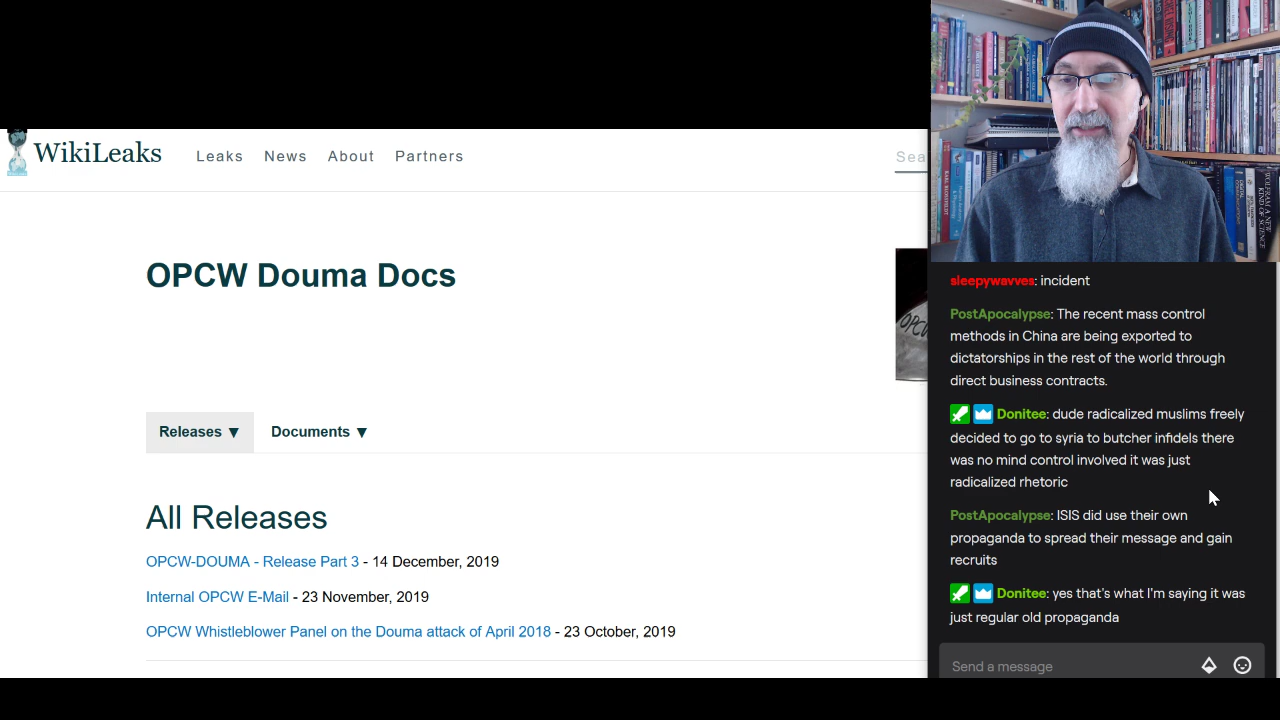 WikiLeaks
Leaks News About Partners
Sea
OPCW Douma Docs
OPCW
Releases ▼ Documents ▼
All Releases
OPCW-DOUMA - Release Part 3 - 14 December, 2019
Internal OPCW E-Mail - 23 November, 2019
OPCW Whistleblower Panel on the Douma attack of April 2018 - 23 October, 2019
WOLFRAM A NEW KIND OF SCIENCE
sleepywavves: incident
PostApocalypse: The recent mass control
methods in China are being exported to
dictatorships in the rest of the world through
direct business contracts.
Donitee: dude radicalized muslims freely
decided to go to syria to butcher infidels there
was no mind control involved it was just
radicalized rhetoric
PostApocalypse: ISIS did use their own
propaganda to spread their message and gain
recruits
Donitee: yes that's what I'm saying it was
just regular old propaganda
Send a message